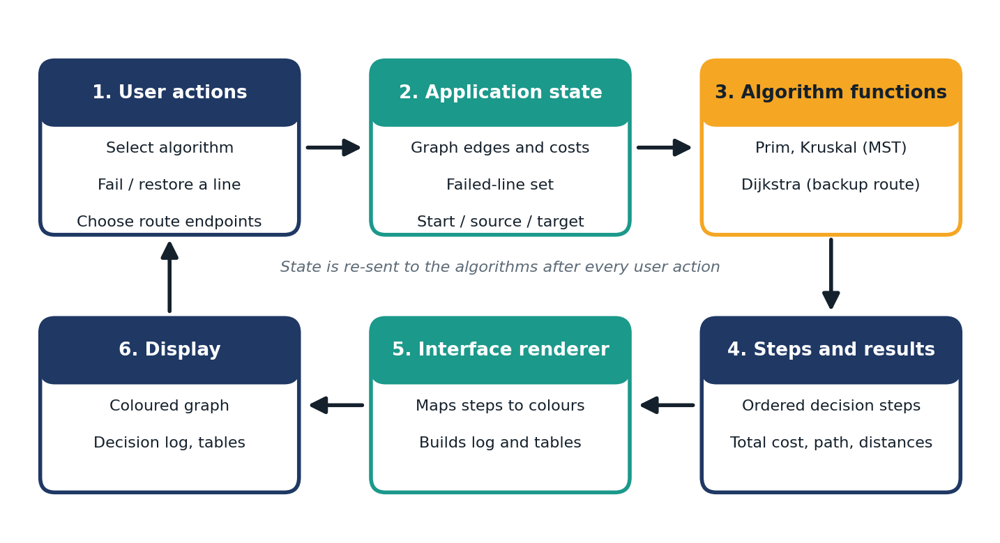 1. User actions
Select algorithm
Fail / restore a line
Choose route endpoints
2. Application state
Graph edges and costs
Failed-line set
Start / source / target
3. Algorithm functions
Prim, Kruskal (MST)
Dijkstra (backup route)
State is re-sent to the algorithms after every user action
4. Steps and results
Ordered decision steps
Total cost, path, distances
5. Interface renderer
Maps steps to colours
Builds log and tables
6. Display
Coloured graph
Decision log, tables